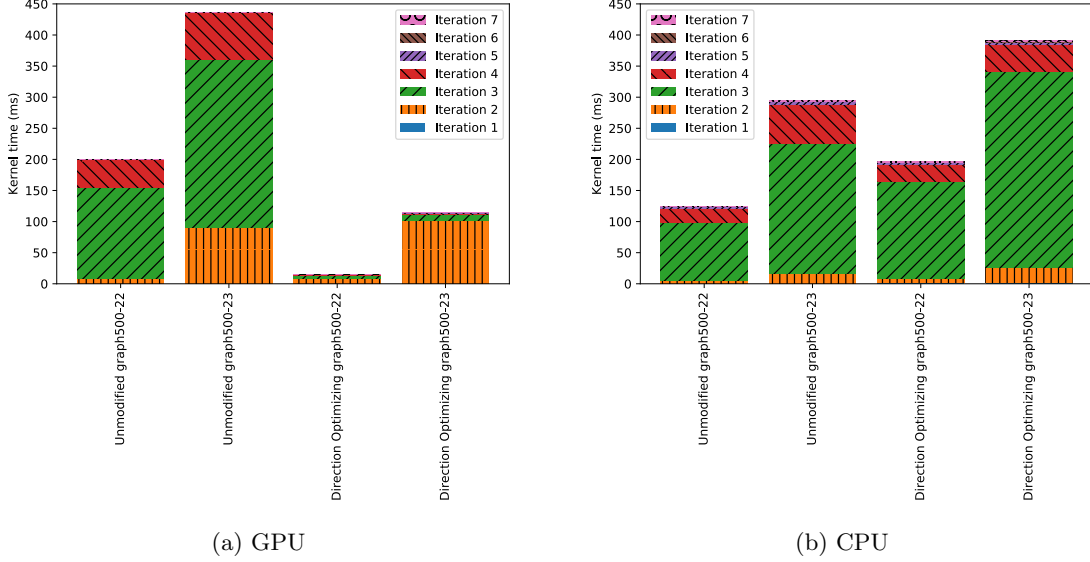 450
400
350
300
250
200
150
100
50
0
Kernel time (ms)
Iteration 7
Iteration 6
Iteration 5
Iteration 4
Iteration 3
Iteration 2
Iteration 1
Unmodified graph500-22
Unmodified graph500-23
Direction Optimizing graph500-22
Direction Optimizing graph500-23
(a) GPU
450
400
350
300
250
200
150
100
50
0
Kernel time (ms)
Iteration 7
Iteration 6
Iteration 5
Iteration 4
Iteration 3
Iteration 2
Iteration 1
Unmodified graph500-22
Unmodified graph500-23
Direction Optimizing graph500-22
Direction Optimizing graph500-23
(b) CPU